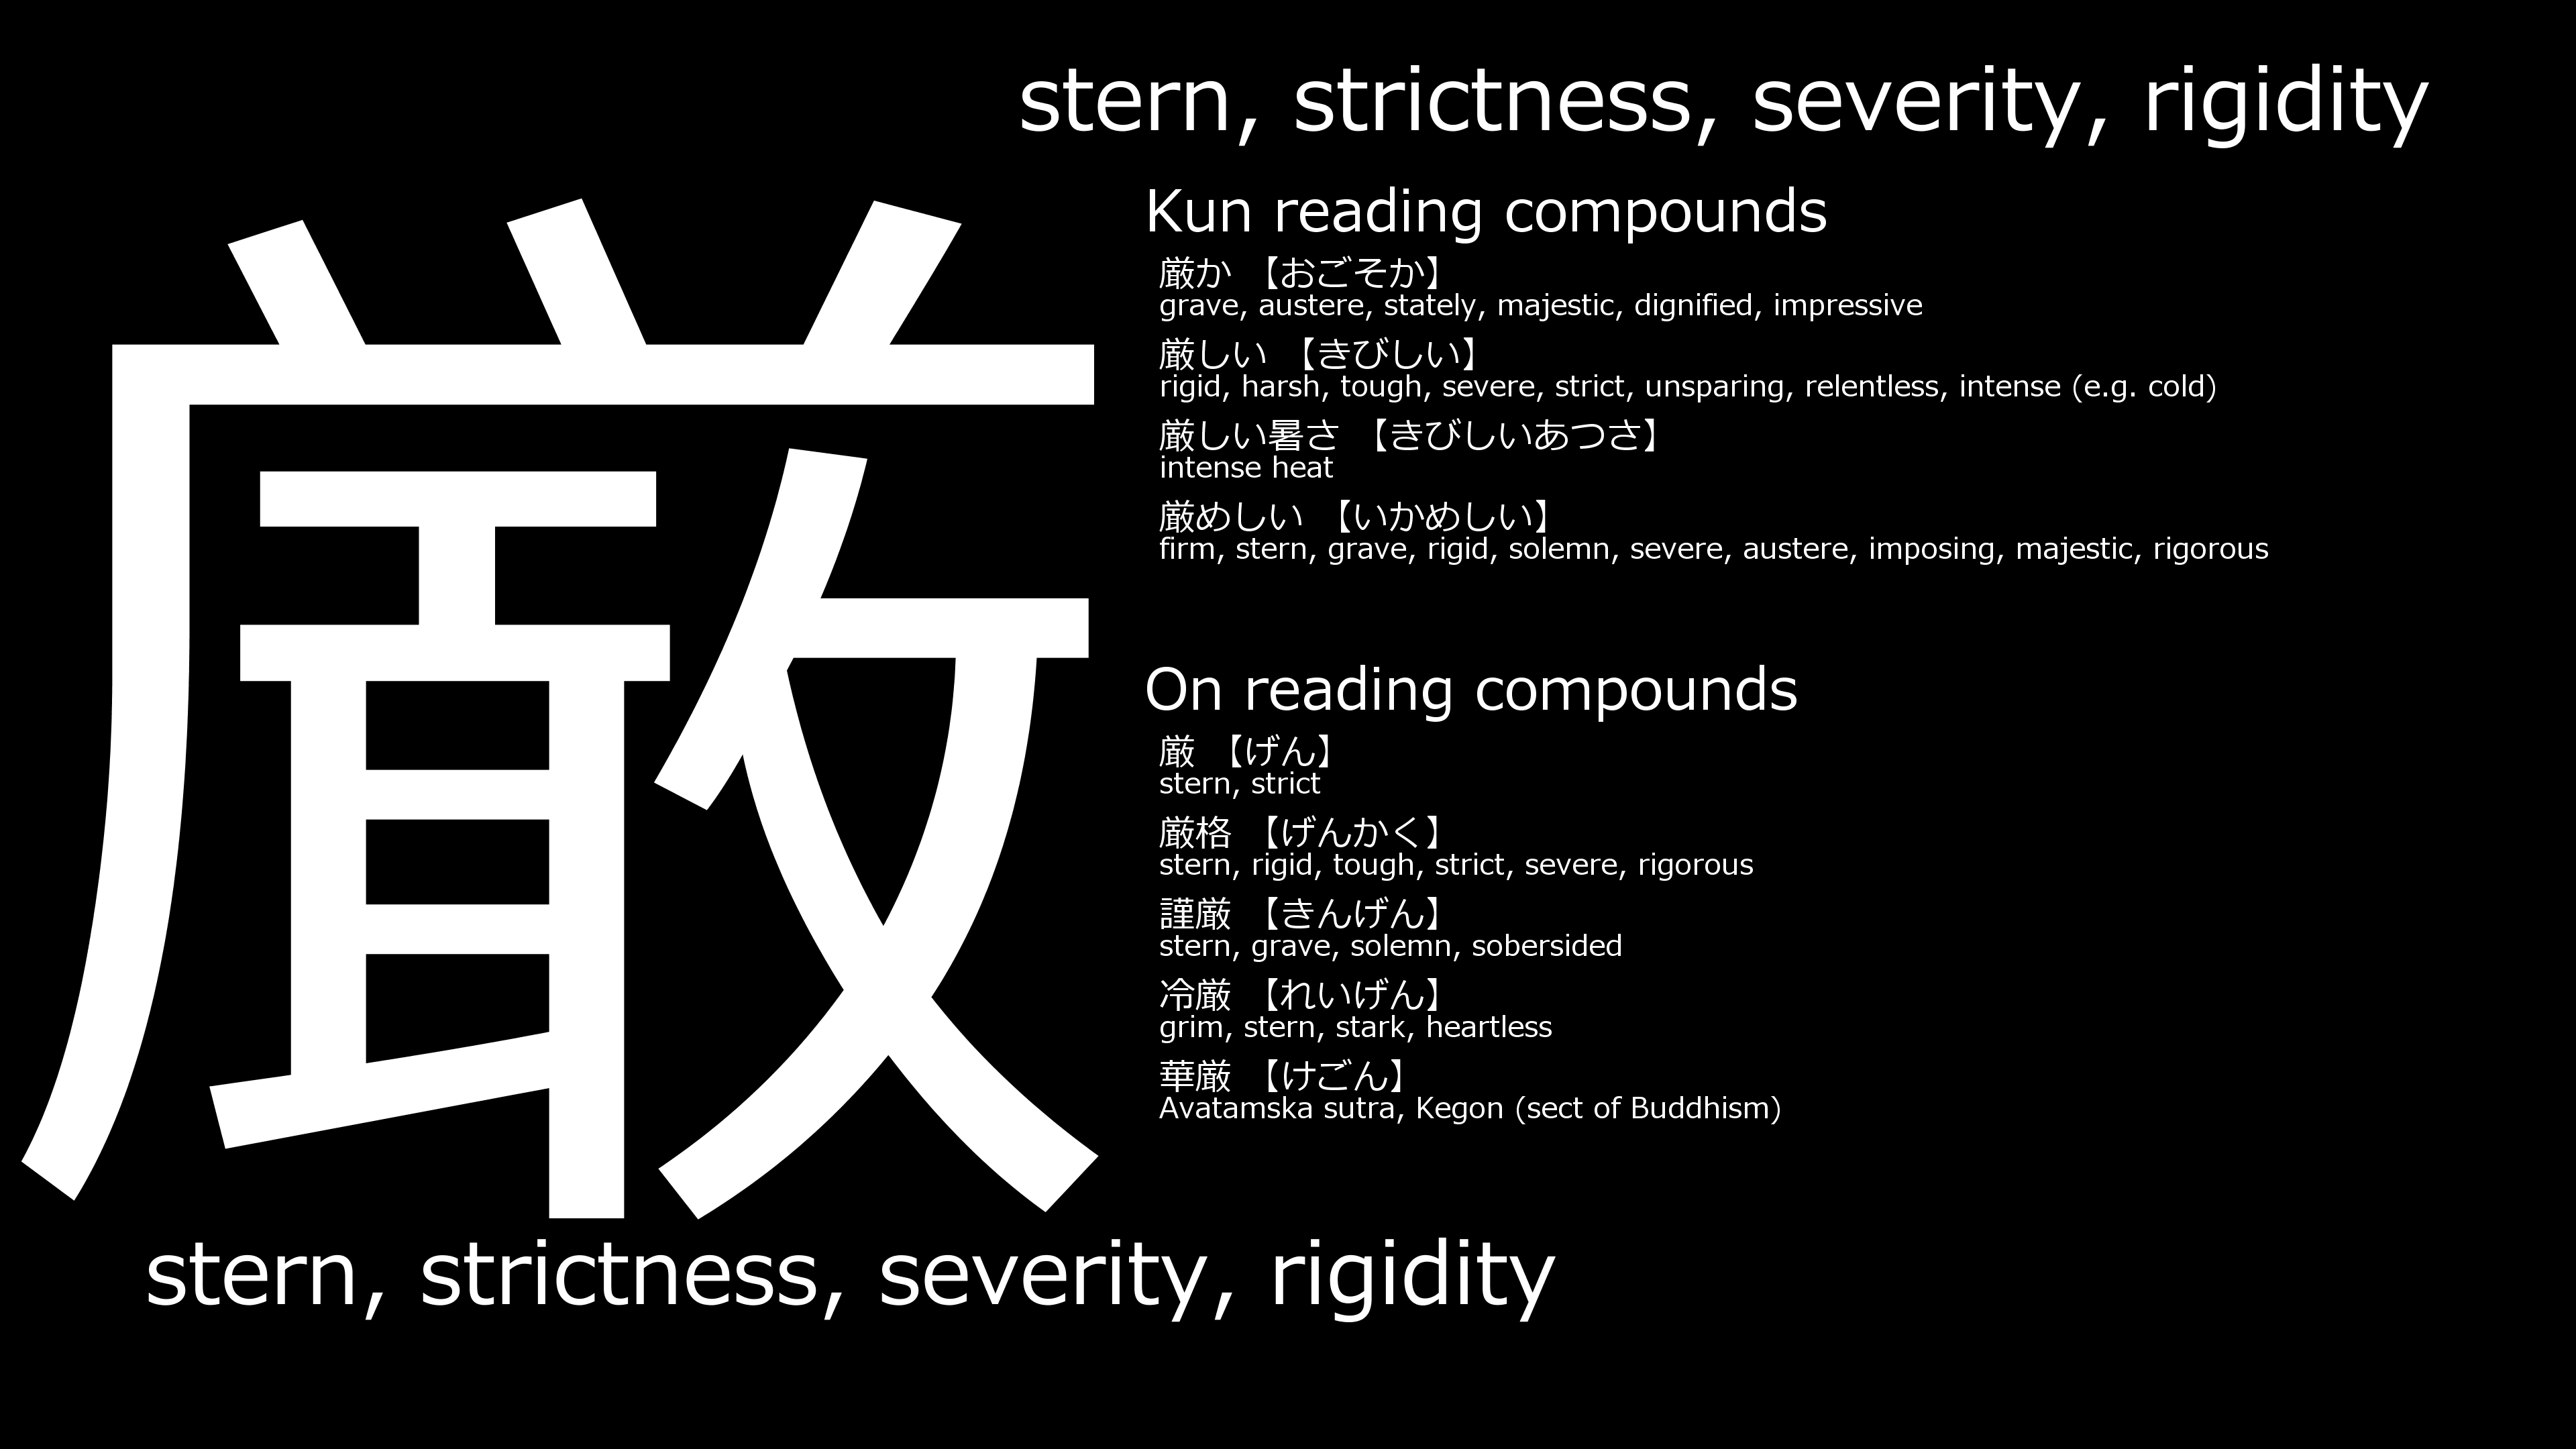 stern, strictness, severity, rigidity
厳
Kun reading compounds
厳か 【おごそか】
grave, austere, stately, majestic, dignified, impressive
厳しい 【きびしい】
rigid, harsh, tough, severe, strict, unsparing, relentless, intense (e.g. cold)
厳しい暑さ 【きびしいあつさ】
intense heat
厳めしい 【いかめしい】
firm, stern, grave, rigid, solemn, severe, austere, imposing, majestic, rigorous
On reading compounds
厳 【げん】
stern, strict
厳格 【げんかく】
stern, rigid, tough, strict, severe, rigorous
謹厳 【きんげん】
stern, grave, solemn, sobersided
冷厳 【れいげん】
grim, stern, stark, heartless
華厳 【けごん】
Avatamska sutra, Kegon (sect of Buddhism)
stern, strictness, severity, rigidity